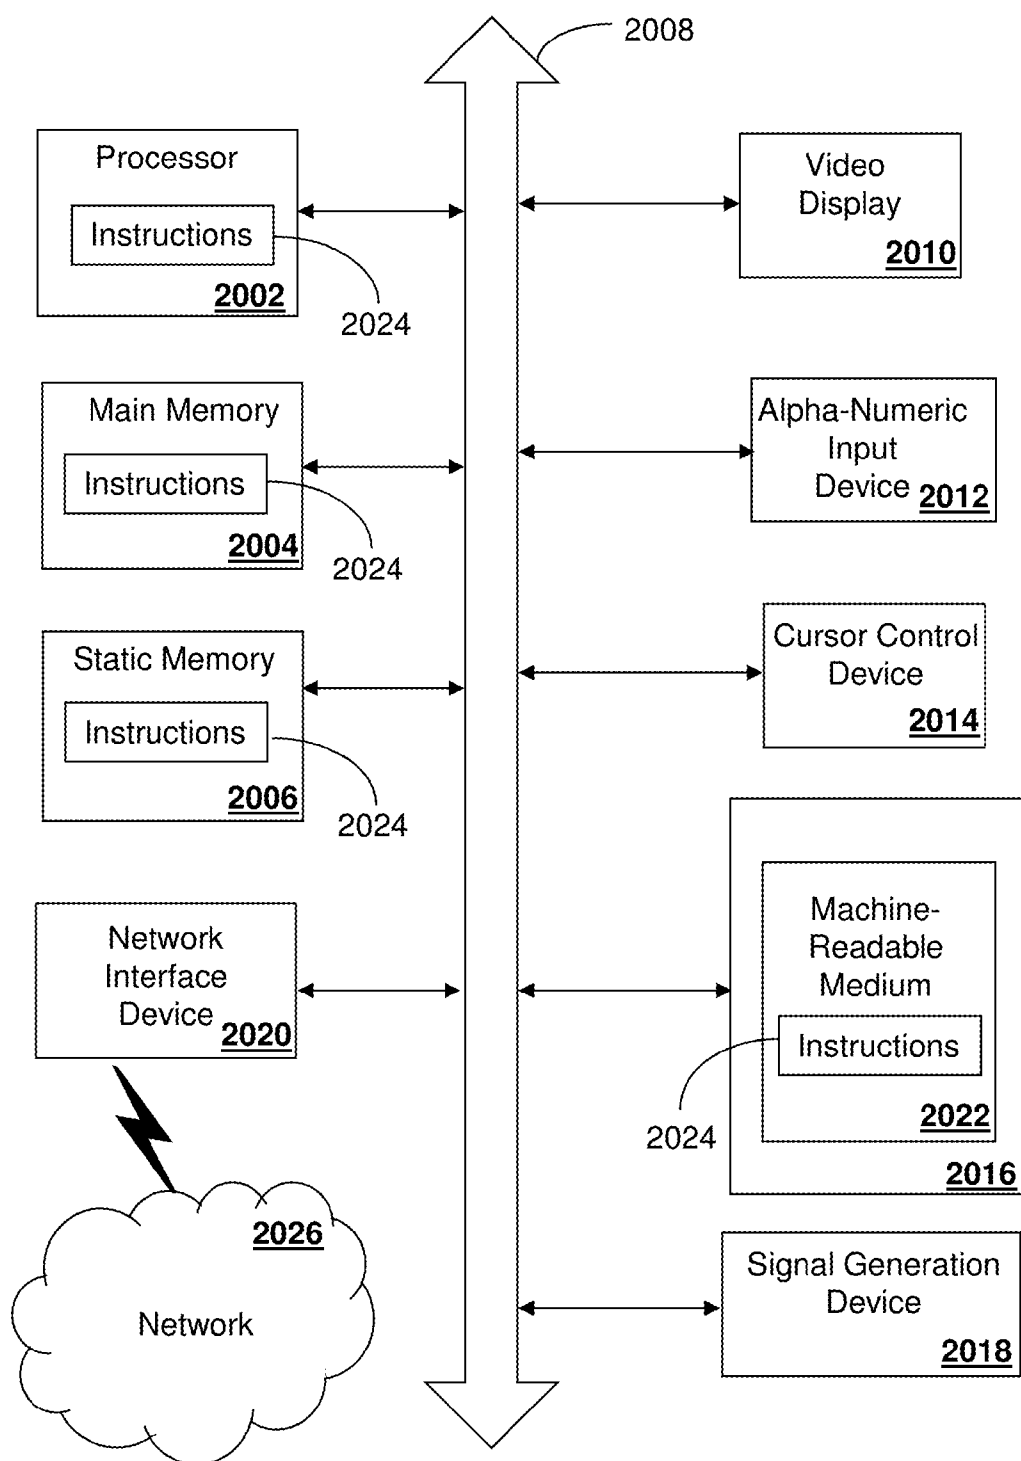 2008
Processor
Instructions
2002
2024
Main Memory
Instructions
2004
2024
Static Memory
Instructions
2006
2024
Network
Interface
Device
2020
2026
Network
Video
Display
2010
Alpha-Numeric
Input
Device
2012
Cursor Control
Device
2014
Machine-
Readable
Medium
Instructions
2022
2024
2016
Signal Generation
Device
2018